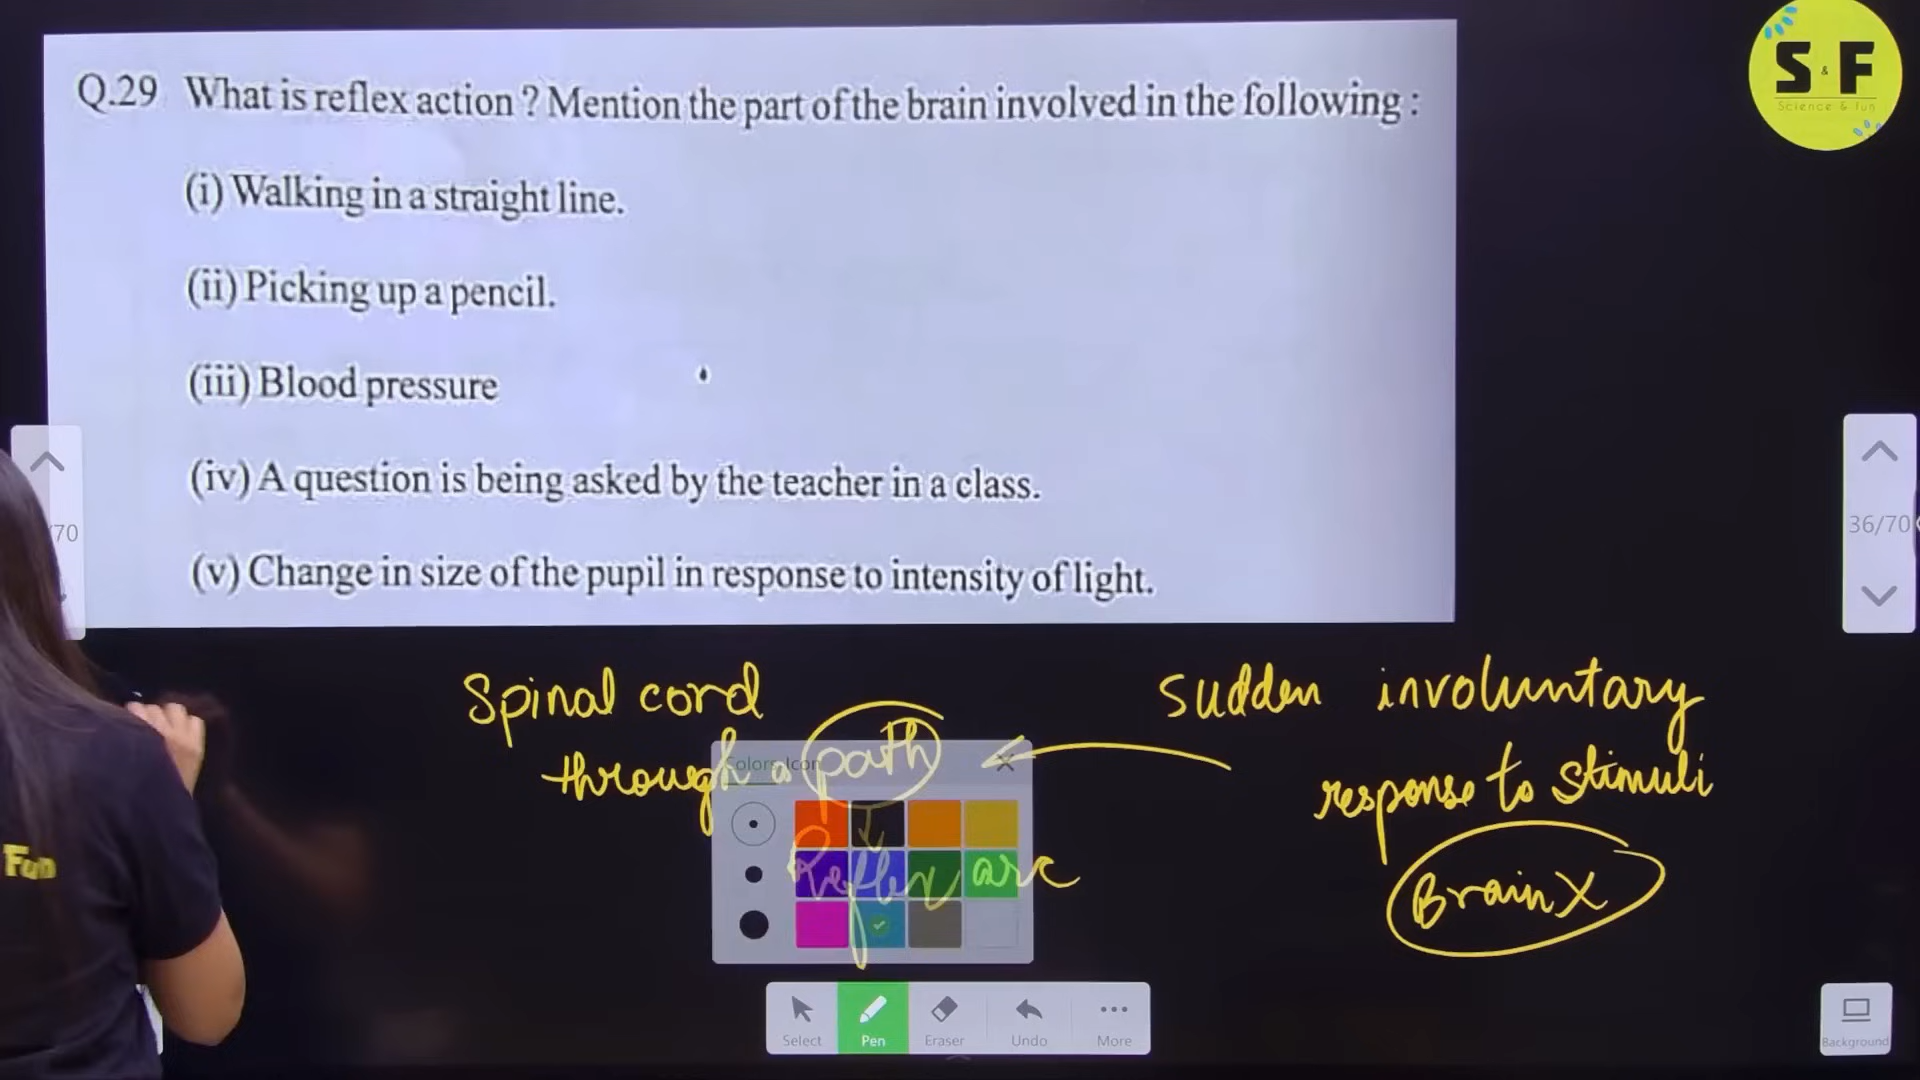 S & F
Science & fun
Q.29 What is reflex action ? Mention the part of the brain involved in the following :
(i) Walking in a straight line.
(ii) Picking up a pencil.
(iii) Blood pressure
(iv) A question is being asked by the teacher in a class.
(v) Change in size of the pupil in response to intensity of light.
/70
36/70
Spinal cord
through a path
Reflex arc
Sudden involuntary
response to stimuli
Brain X
Colors Icon
Fun
Select
Pen
Eraser
Undo
More
Background